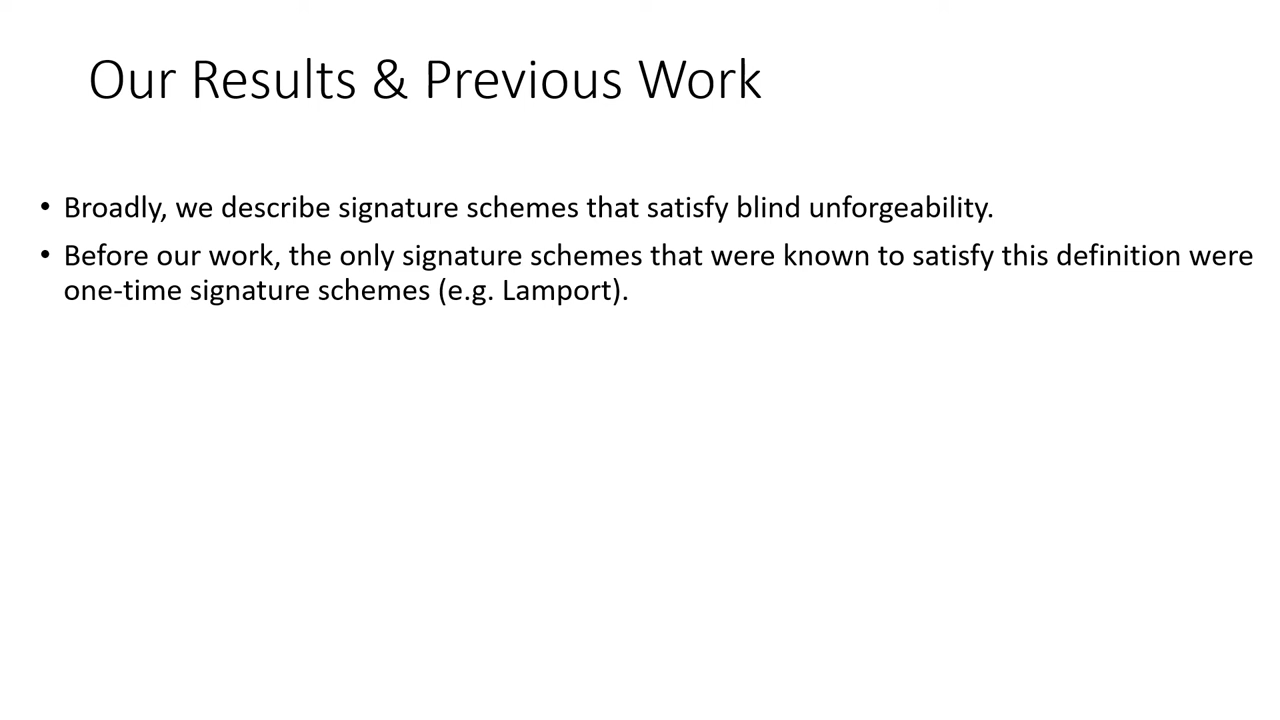 Our Results & Previous Work
• Broadly, we describe signature schemes that satisfy blind unforgeability.
• Before our work, the only signature schemes that were known to satisfy this definition were
one-time signature schemes (e.g. Lamport).